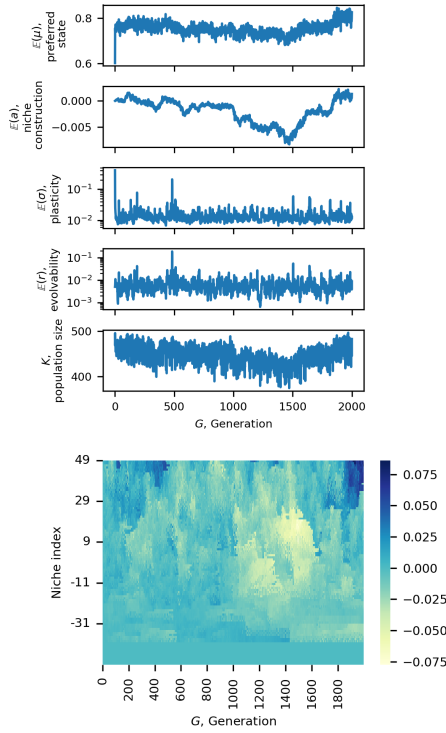 𝔼(μ),
preferred
state
0.8
0.6
𝔼(a),
niche
construction
0.000
−0.005
𝔼(σ),
plasticity
10⁻¹
10⁻²
𝔼(r),
evolvability
10⁻¹
10⁻²
10⁻³
K,
population size
500
400
0 500 1000 1500 2000
G, Generation
Niche index
49
29
9
-11
-31
0 200 400 600 800 1000 1200 1400 1600 1800
G, Generation
0.075
0.050
0.025
0.000
−0.025
−0.050
−0.075